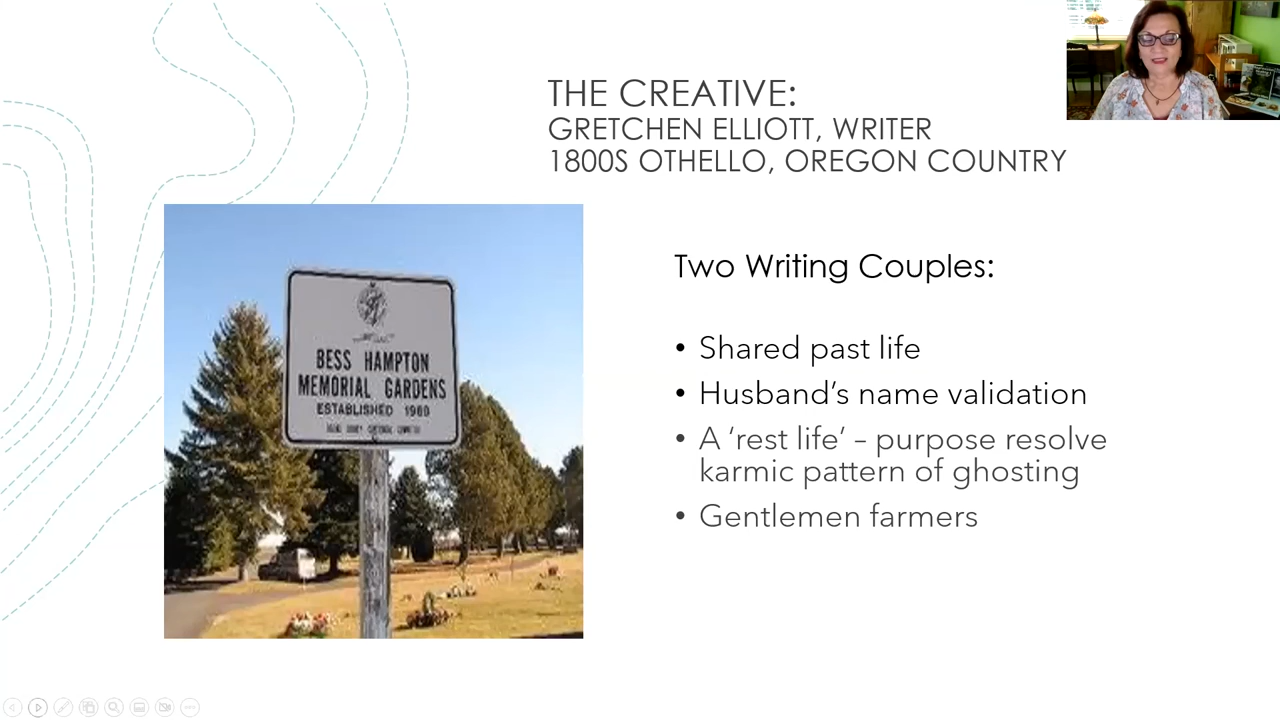 THE CREATIVE:
GRETCHEN ELLIOTT, WRITER
1800S OTHELLO, OREGON COUNTRY
BESS HAMPTON
MEMORIAL GARDENS
ESTABLISHED 1980
Two Writing Couples:
• Shared past life
• Husband’s name validation
• A ‘rest life’ – purpose resolve
karmic pattern of ghosting
• Gentlemen farmers